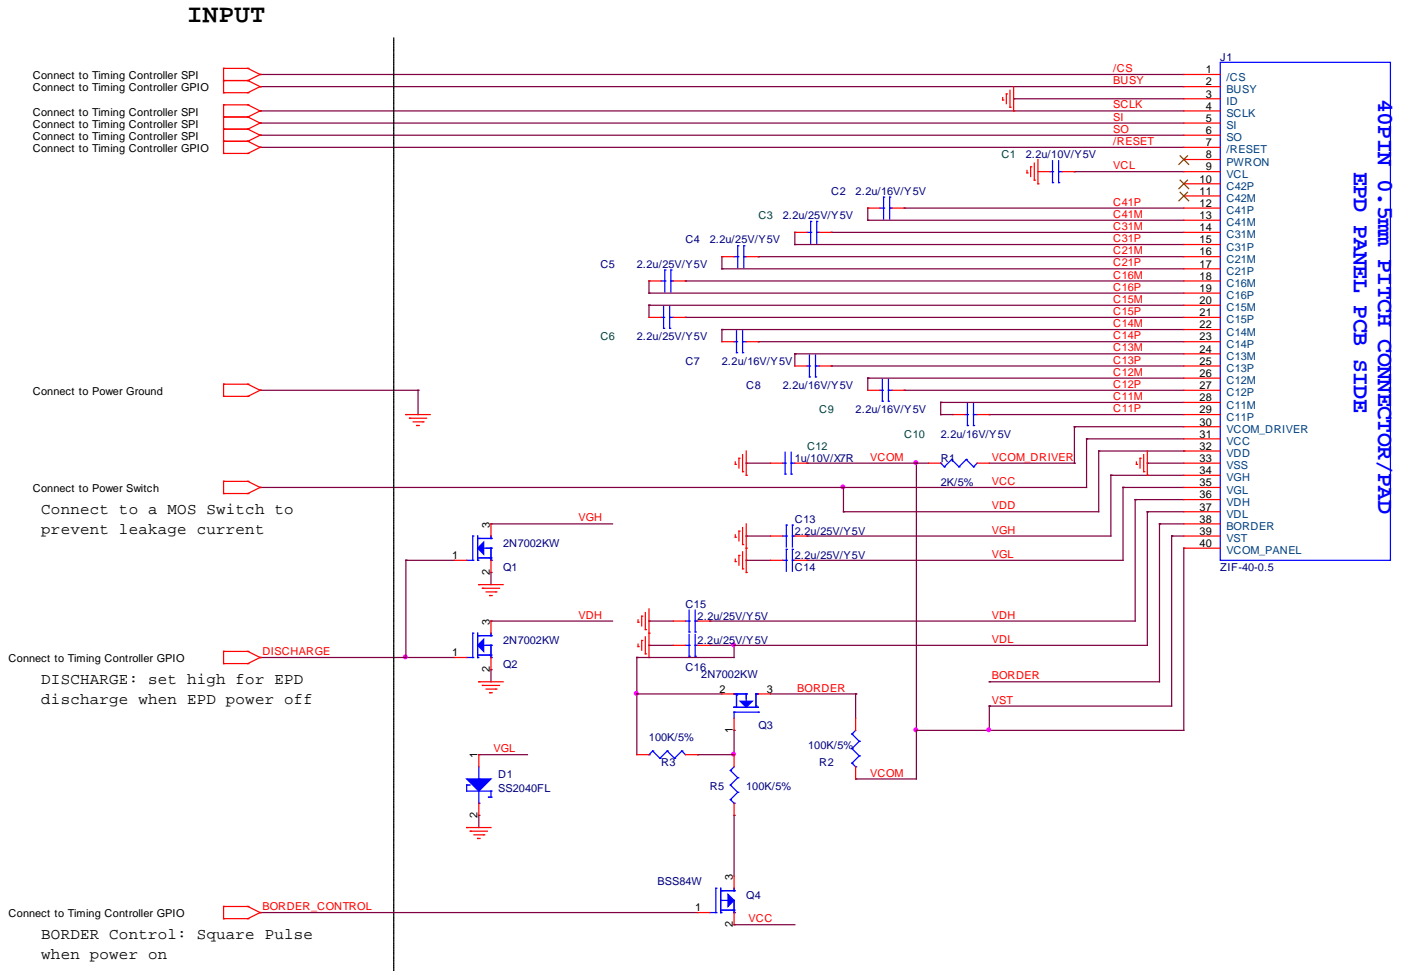 INPUT
J1
Connect to Timing Controller SPI
/CS
1
/CS
Connect to Timing Controller GPIO
BUSY
2
BUSY
3
ID
Connect to Timing Controller SPI
SCLK
4
SCLK
Connect to Timing Controller SPI
SI
5
SI
Connect to Timing Controller SPI
SO
6
SO
Connect to Timing Controller GPIO
/RESET
7
/RESET
8
PWRON
C1 2.2u/10V/Y5V
VCL
9
VCL
10
C42P
11
C42M
C2 2.2u/16V/Y5V
C41P
12
C41P
C41M
13
C41M
C3 2.2u/25V/Y5V
C31M
14
C31M
C31P
15
C31P
C4 2.2u/25V/Y5V
C21M
16
C21M
C21P
17
C21P
C5 2.2u/25V/Y5V
C16M
18
C16M
C16P
19
C16P
C15M
20
C15M
C15P
21
C15P
C6 2.2u/25V/Y5V
C14M
22
C14M
C14P
23
C14P
C7 2.2u/16V/Y5V
C13M
24
C13M
C13P
25
C13P
C8 2.2u/16V/Y5V
C12M
26
C12M
C12P
27
C12P
C9 2.2u/16V/Y5V
C11M
28
C11M
C11P
29
C11P
C10 2.2u/16V/Y5V
30
VCOM_DRIVER
31
VCC
32
VDD
33
VSS
34
VGH
35
VGL
36
VDH
37
VDL
38
BORDER
39
VST
40
VCOM_PANEL
ZIF-40-0.5
40PIN 0.5mm PITCH CONNECTOR/PAD
EPD PANEL PCB SIDE
Connect to Power Ground
C12
1u/10V/X7R
VCOM
R1
2K/5%
VCOM_DRIVER
Connect to Power Switch
VCC
VDD
Connect to a MOS Switch to
prevent leakage current
3
VGH
2N7002KW
1
2
Q1
C13
2.2u/25V/Y5V
VGH
2.2u/25V/Y5V
C14
VGL
3
VDH
2N7002KW
1
2
Q2
C15
2.2u/25V/Y5V
VDH
2.2u/25V/Y5V
C16
VDL
Connect to Timing Controller GPIO
DISCHARGE
DISCHARGE: set high for EPD
discharge when EPD power off
2N7002KW
2
3
BORDER
1
Q3
BORDER
VST
100K/5%
R3
100K/5%
R2
VCOM
R5 100K/5%
1
VGL
D1
SS2040FL
2
BSS84W
3
Q4
1
2
VCC
Connect to Timing Controller GPIO
BORDER_CONTROL
BORDER Control: Square Pulse
when power on